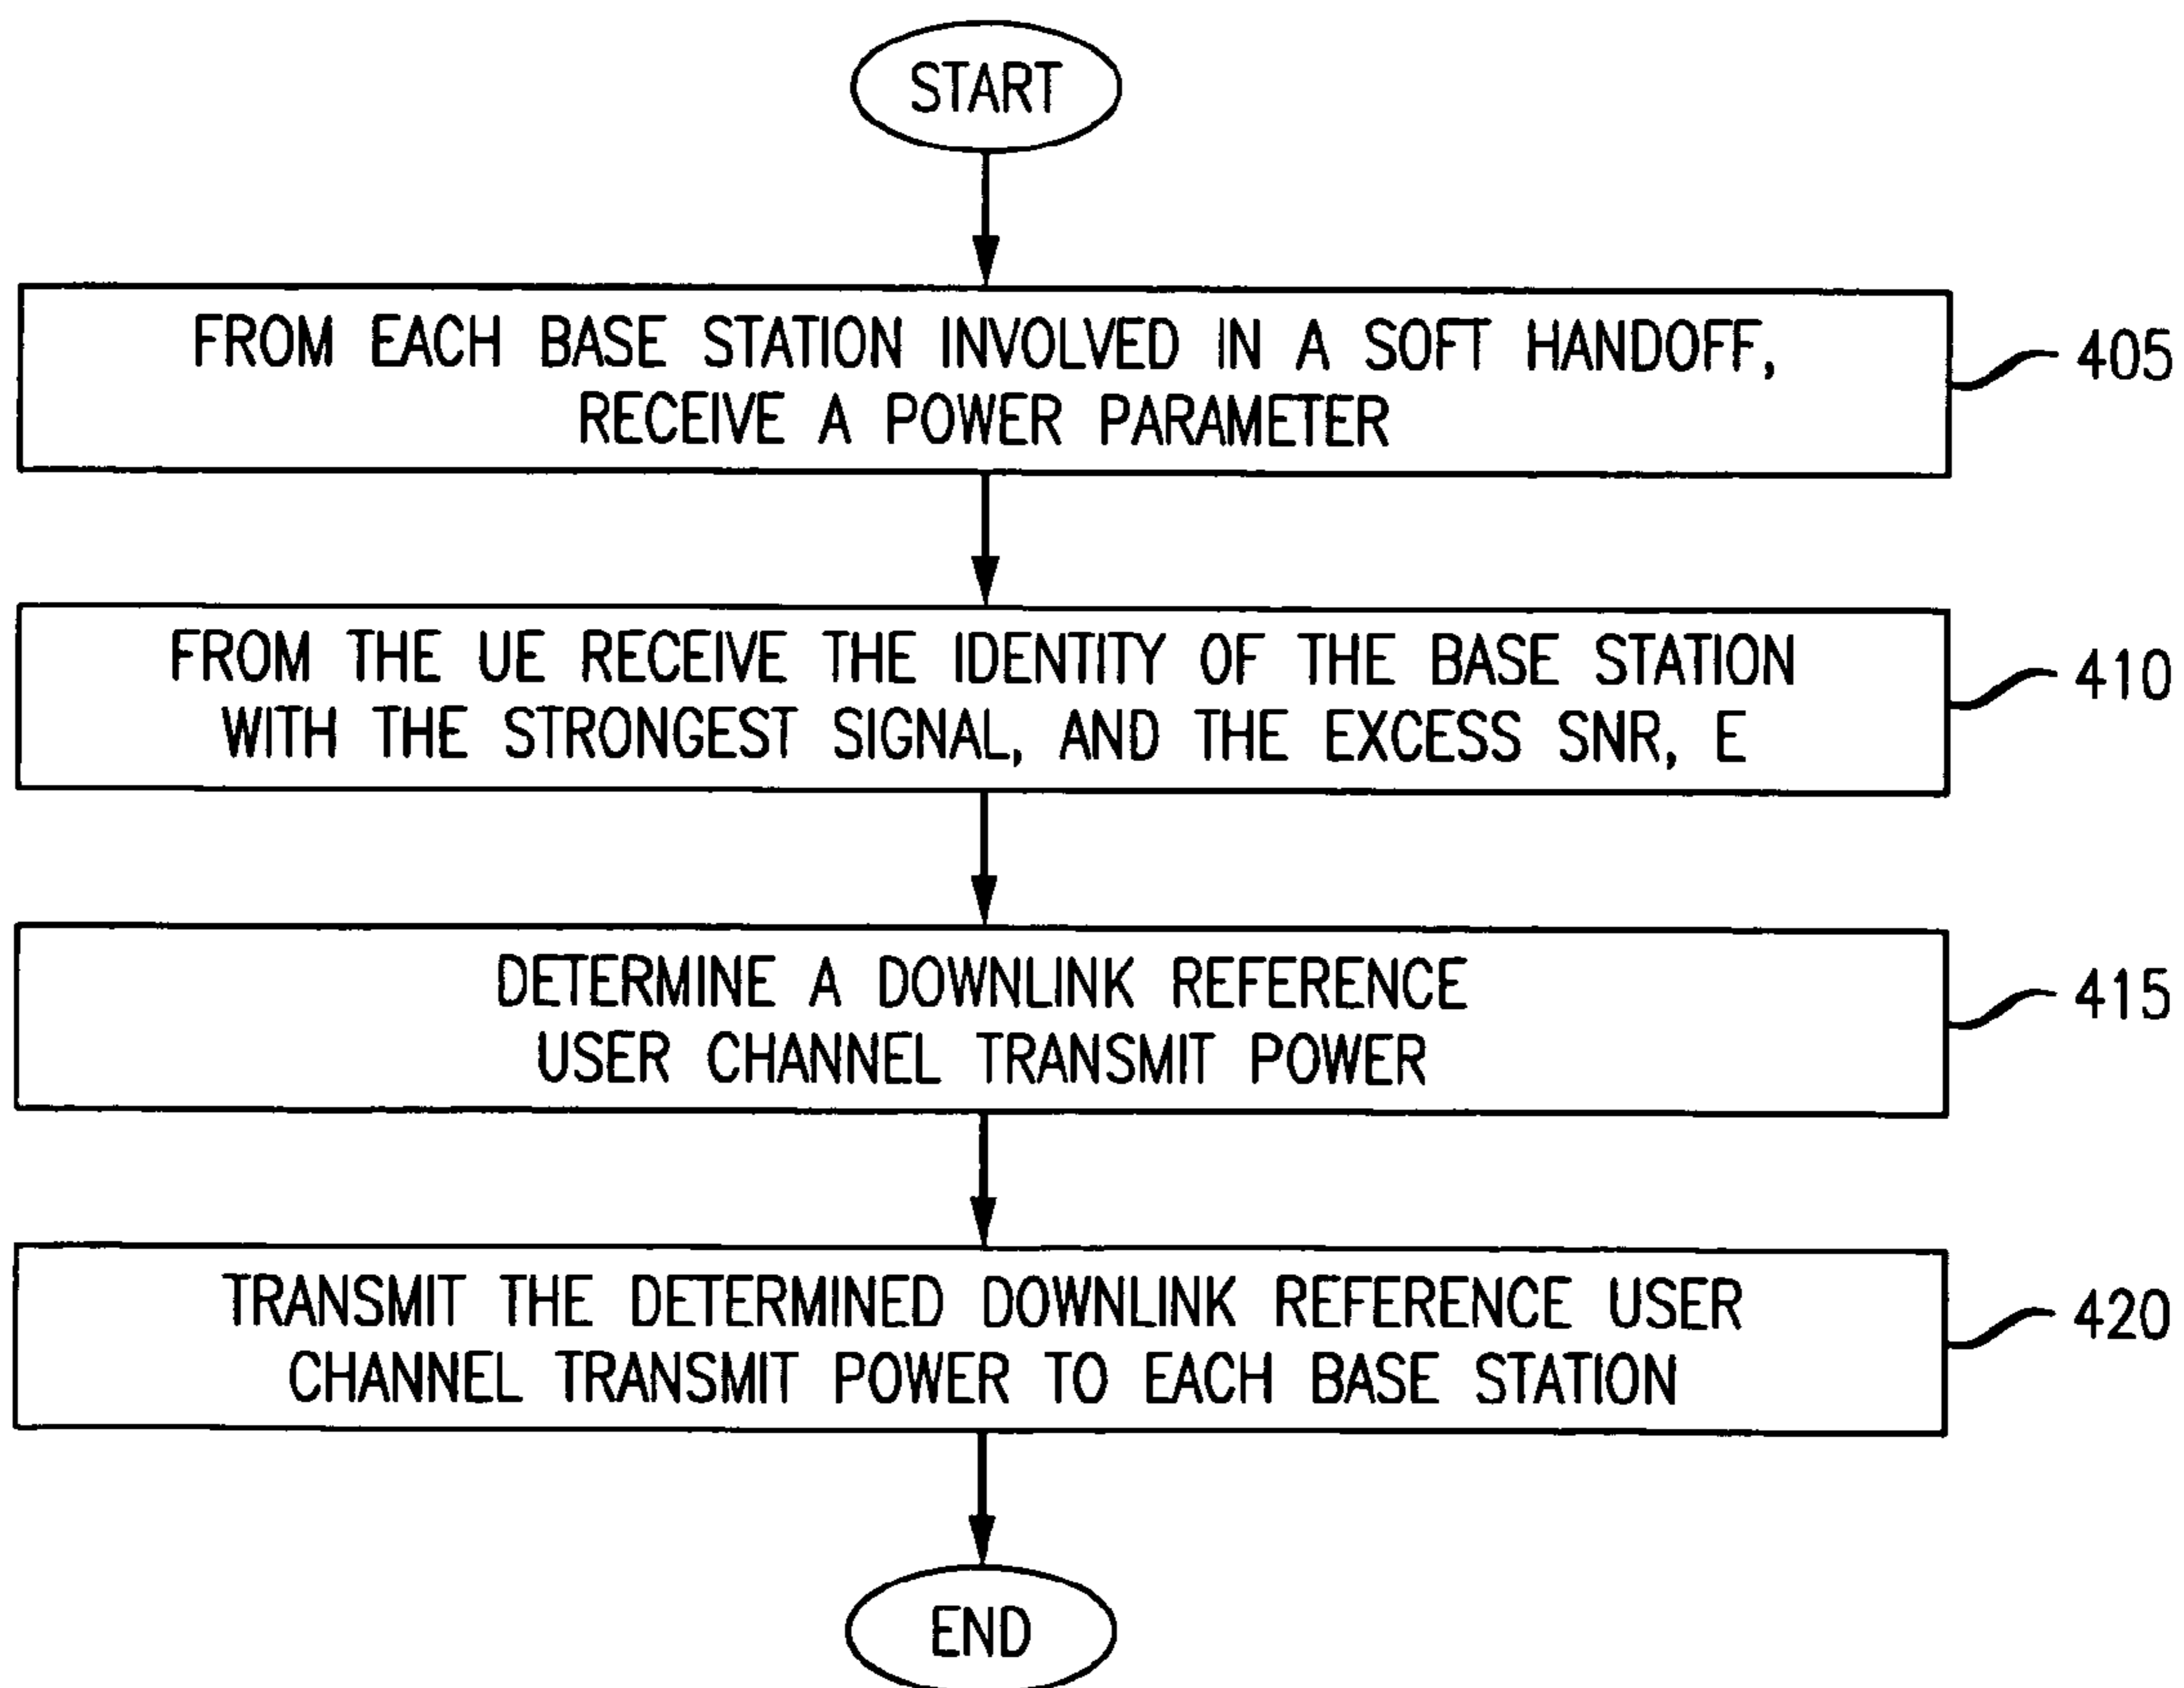 START
FROM EACH BASE STATION INVOLVED IN A SOFT HANDOFF,
RECEIVE A POWER PARAMETER
405
FROM THE UE RECEIVE THE IDENTITY OF THE BASE STATION
WITH THE STRONGEST SIGNAL, AND THE EXCESS SNR, E
410
DETERMINE A DOWNLINK REFERENCE
USER CHANNEL TRANSMIT POWER
415
TRANSMIT THE DETERMINED DOWNLINK REFERENCE USER
CHANNEL TRANSMIT POWER TO EACH BASE STATION
420
END